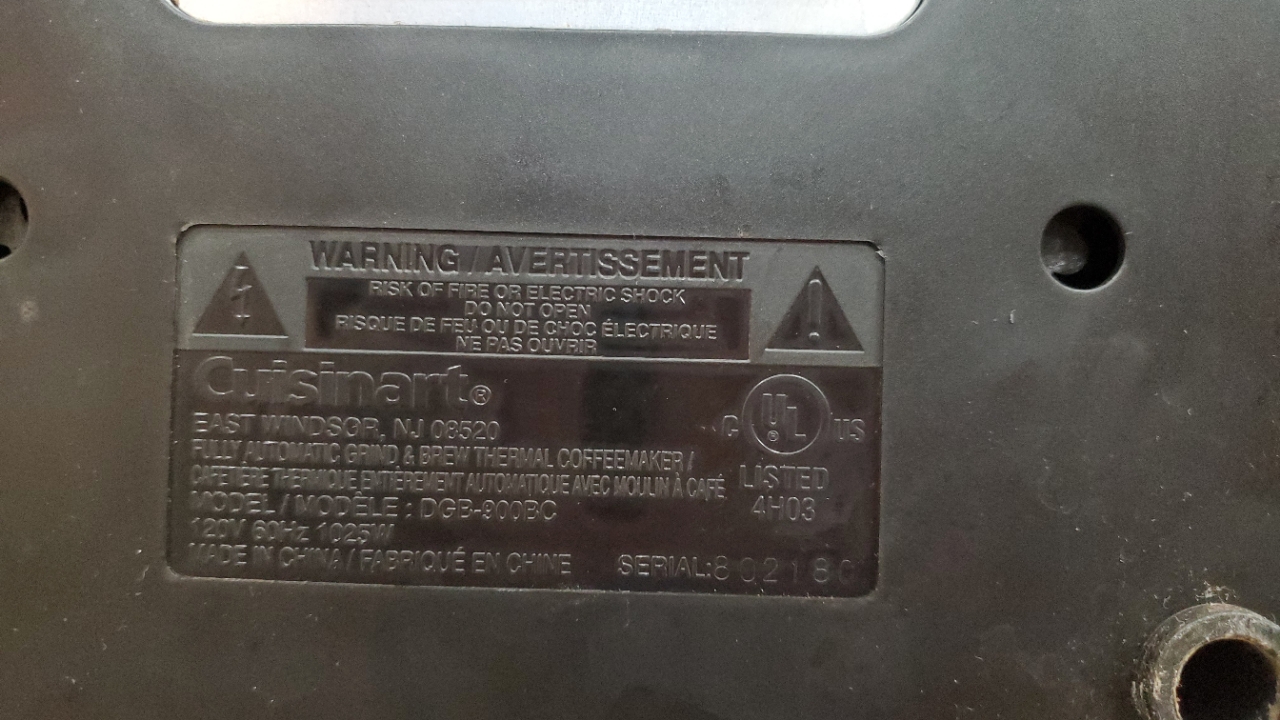 WARNING / AVERTISSEMENT
RISK OF FIRE OR ELECTRIC SHOCK
DO NOT OPEN
RISQUE DE FEU OU DE CHOC ÉLECTRIQUE
NE PAS OUVRIR
Cuisinart®
EAST WINDSOR, NJ 08520
FULLY AUTOMATIC GRIND & BREW THERMAL COFFEEMAKER /
CAFETIÈRE THERMIQUE ENTIÈREMENT AUTOMATIQUE AVEC MOULIN À CAFÉ
MODEL / MODÈLE : DGB-900BC
120V 60Hz 1025W
MADE IN CHINA / FABRIQUÉ EN CHINE
C UL® US
LISTED
4H03
SERIAL: